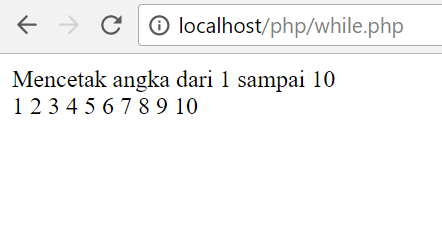 localhost/php/while.php
Mencetak angka dari 1 sampai 10
1 2 3 4 5 6 7 8 9 10